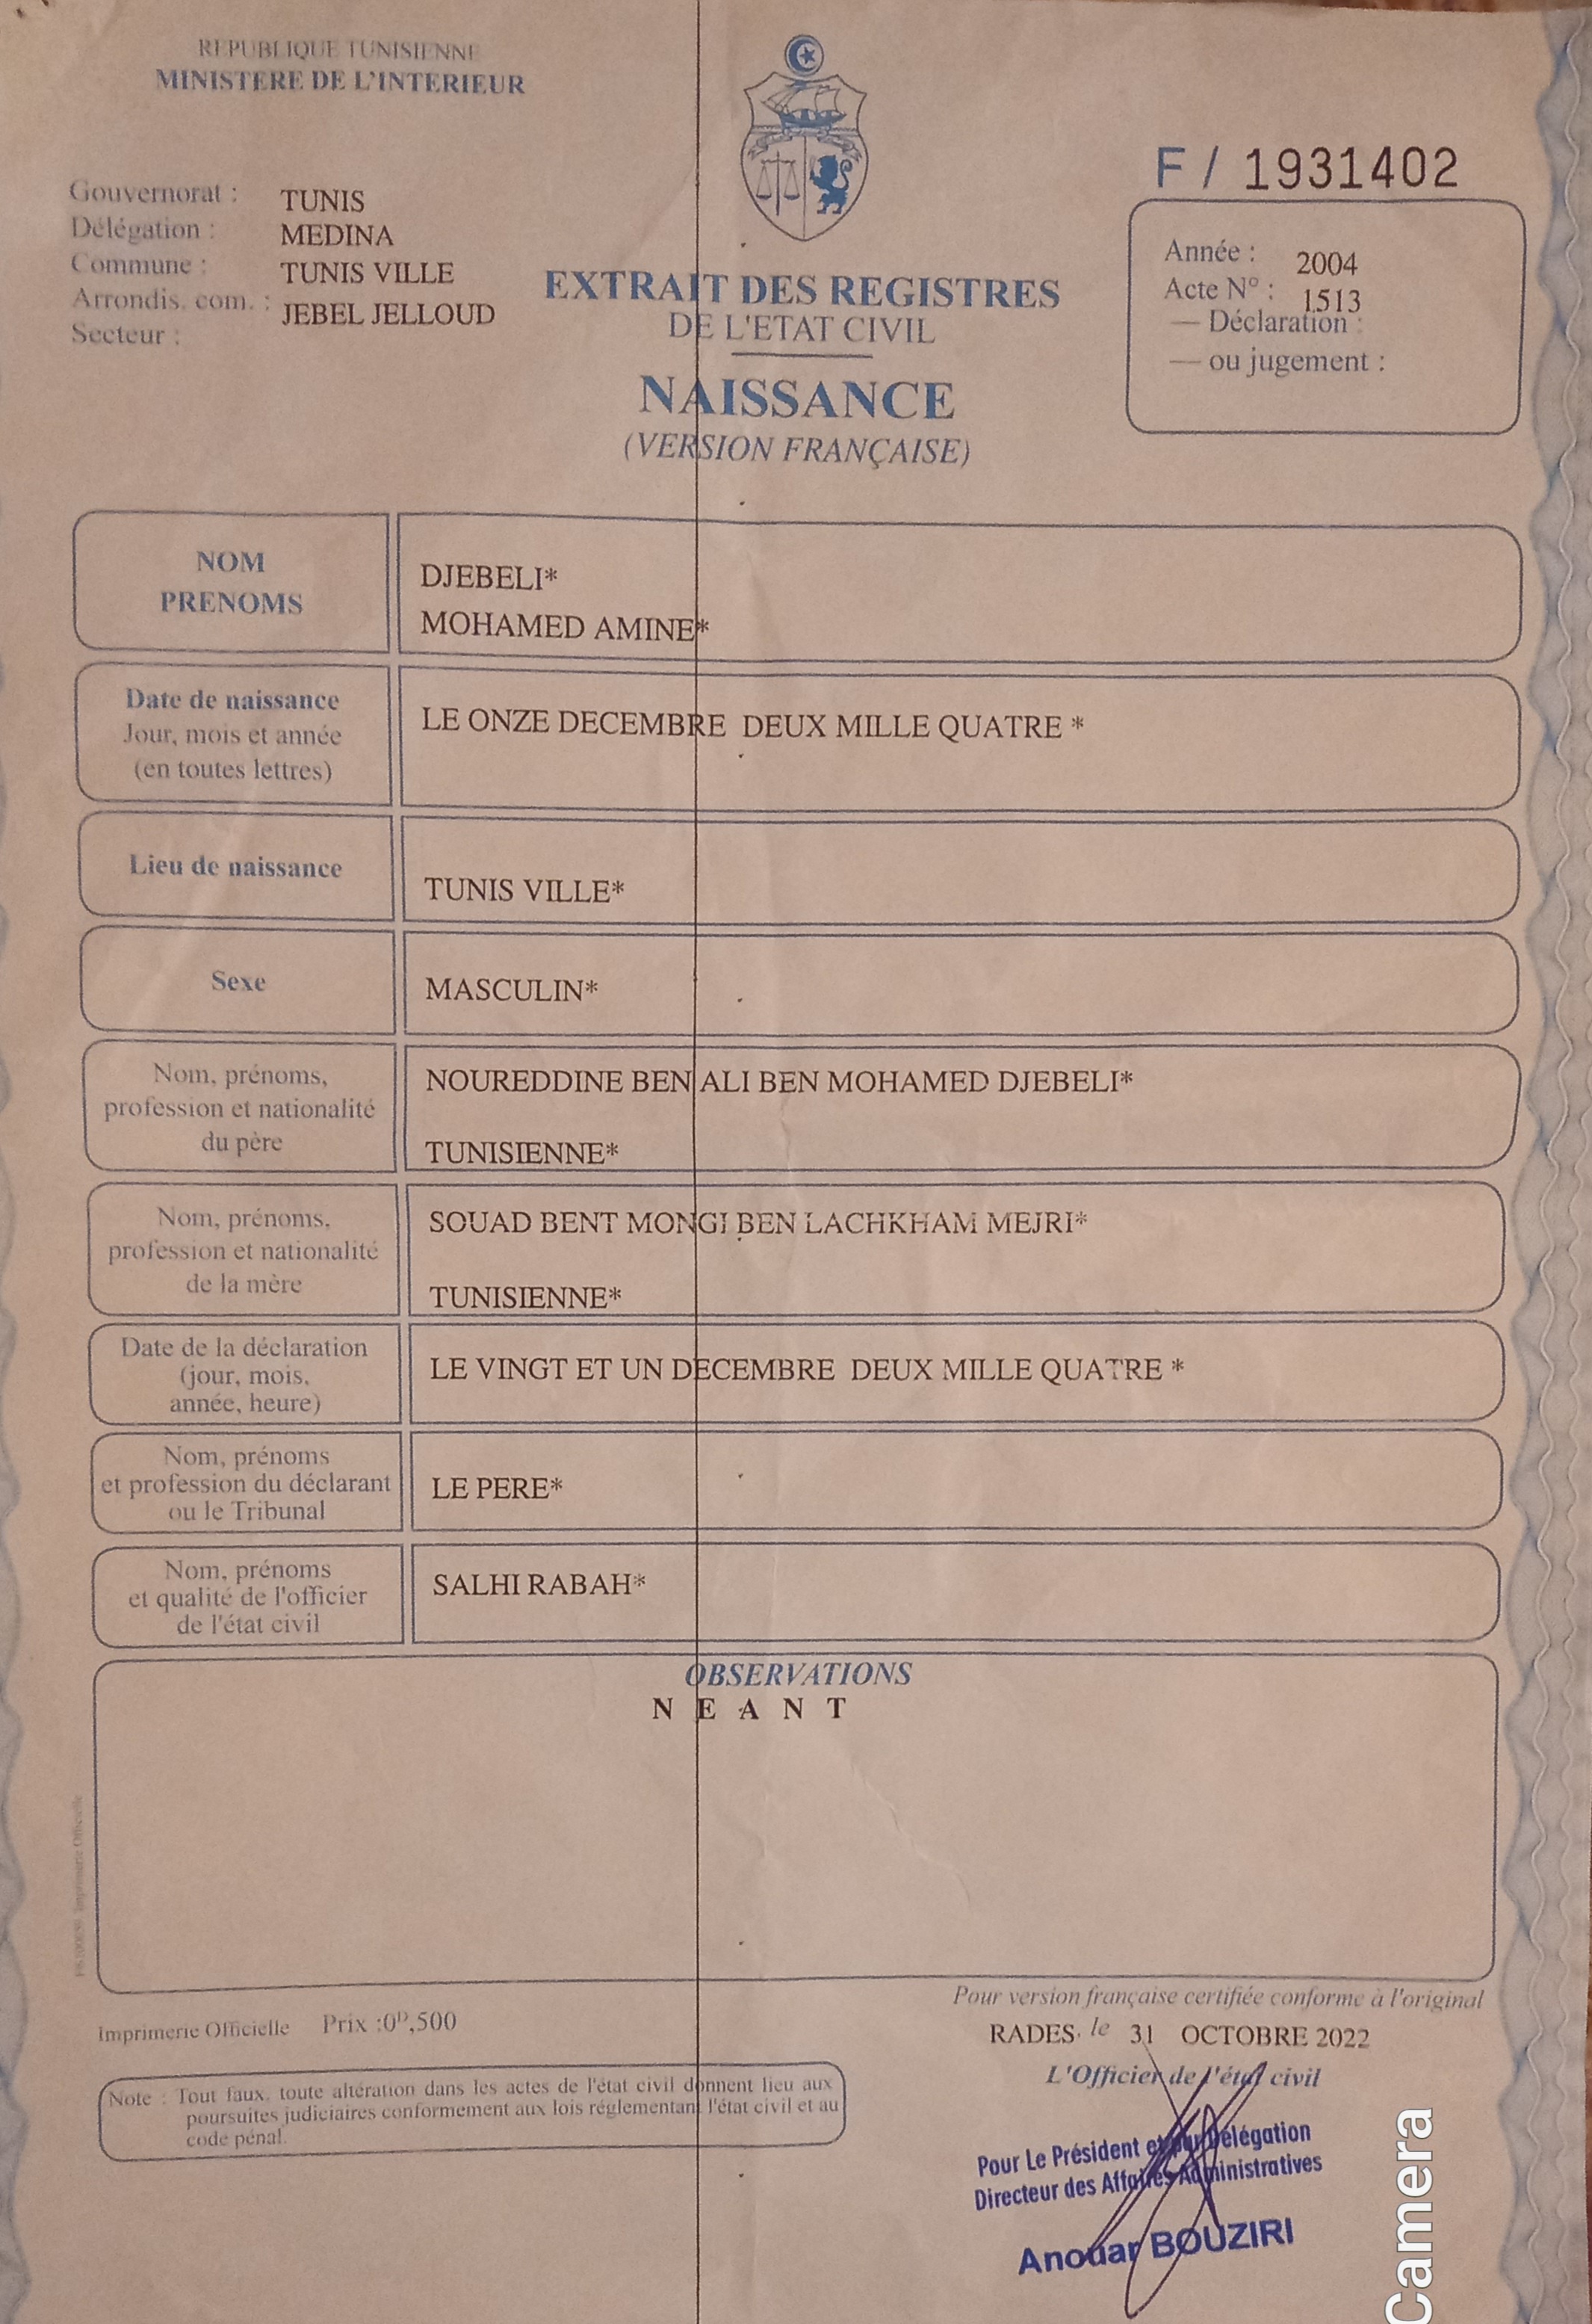 REPUBLIQUE TUNISIENNE
MINISTERE DE L'INTERIEUR
Gouvernorat : TUNIS
Délégation : MEDINA
Commune : TUNIS VILLE
Arrondis. com. : JEBEL JELLOUD
Secteur :
EXTRAIT DES REGISTRES
DE L'ETAT CIVIL
NAISSANCE
(VERSION FRANÇAISE)
F / 1931402
Année : 2004
Acte N° : 1513
— Déclaration :
— ou jugement :
NOM
PRENOMS
DJEBELI*
MOHAMED AMINE*
Date de naissance
Jour, mois et année
(en toutes lettres)
LE ONZE DECEMBRE DEUX MILLE QUATRE *
Lieu de naissance
TUNIS VILLE*
Sexe
MASCULIN*
Nom, prénoms,
profession et nationalité
du père
NOUREDDINE BEN ALI BEN MOHAMED DJEBELI*
TUNISIENNE*
Nom, prénoms,
profession et nationalité
de la mère
SOUAD BENT MONGI BEN LACHKHAM MEJRI*
TUNISIENNE*
Date de la déclaration
(jour, mois,
année, heure)
LE VINGT ET UN DECEMBRE DEUX MILLE QUATRE *
Nom, prénoms
et profession du déclarant
ou le Tribunal
LE PERE*
Nom, prénoms
et qualité de l'officier
de l'état civil
SALHI RABAH*
OBSERVATIONS
N E A N T
Imprimerie Officielle
Imprimerie Officielle Prix :0ᴰ,500
Note : Tout faux, toute altération dans les actes de l'état civil donnent lieu aux
poursuites judiciaires conformement aux lois réglementant l'état civil et au
code pénal.
Pour version française certifiée conforme à l'original
RADES, le 31 OCTOBRE 2022
L'Officier de l'état civil
Pour Le Président et par Délégation
Directeur des Affaires Administratives
Anouar BOUZIRI
Camera